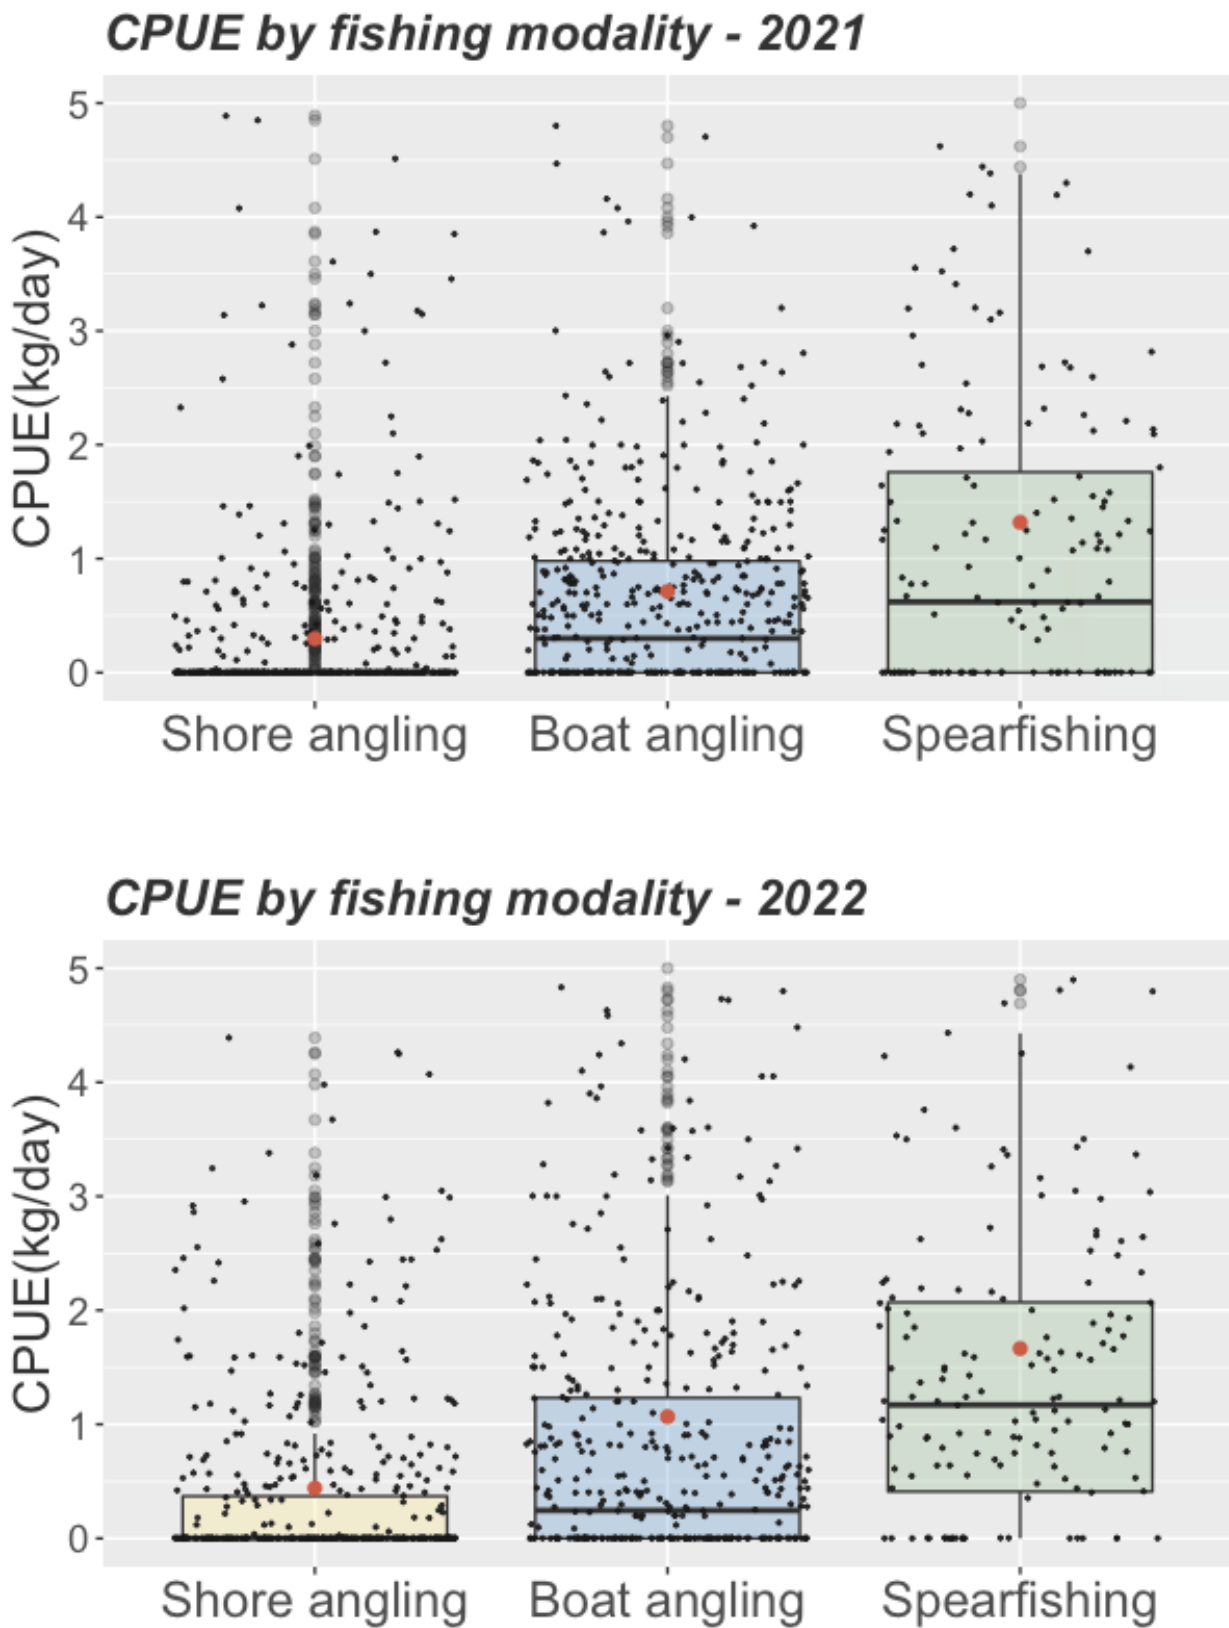 CPUE by fishing modality - 2021
CPUE(kg/day)
5
4
3
2
1
0
Shore angling Boat angling Spearfishing
CPUE by fishing modality - 2022
CPUE(kg/day)
5
4
3
2
1
0
Shore angling Boat angling Spearfishing